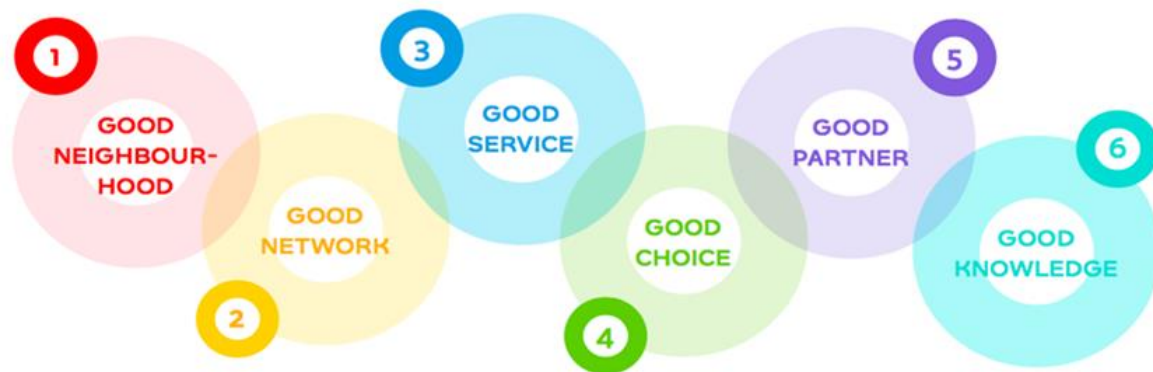 1
GOOD
NEIGHBOUR-
HOOD
2
GOOD
NETWORK
3
GOOD
SERVICE
4
GOOD
CHOICE
5
GOOD
PARTNER
6
GOOD
KNOWLEDGE